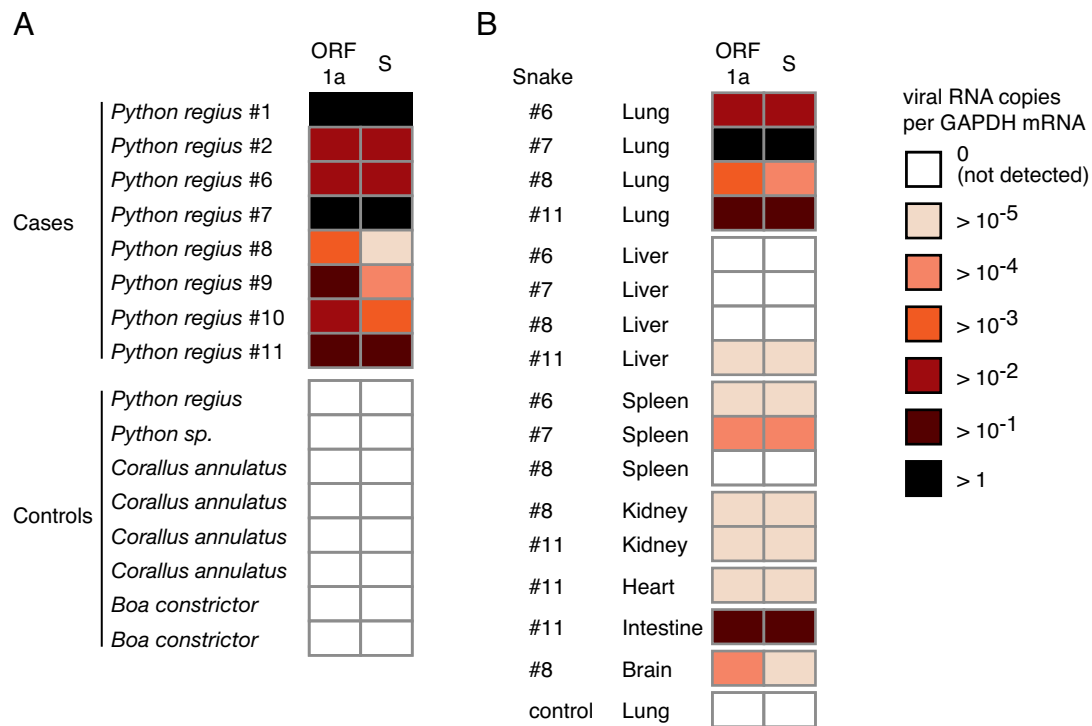 A
ORF
1a
S
Cases
Python regius #1
Python regius #2
Python regius #6
Python regius #7
Python regius #8
Python regius #9
Python regius #10
Python regius #11
Controls
Python regius
Python sp.
Corallus annulatus
Corallus annulatus
Corallus annulatus
Corallus annulatus
Boa constrictor
Boa constrictor
B
Snake
ORF
1a
S
#6 Lung
#7 Lung
#8 Lung
#11 Lung
#6 Liver
#7 Liver
#8 Liver
#11 Liver
#6 Spleen
#7 Spleen
#8 Spleen
#8 Kidney
#11 Kidney
#11 Heart
#11 Intestine
#8 Brain
control Lung
viral RNA copies
per GAPDH mRNA
0
(not detected)
> 10⁻⁵
> 10⁻⁴
> 10⁻³
> 10⁻²
> 10⁻¹
> 1